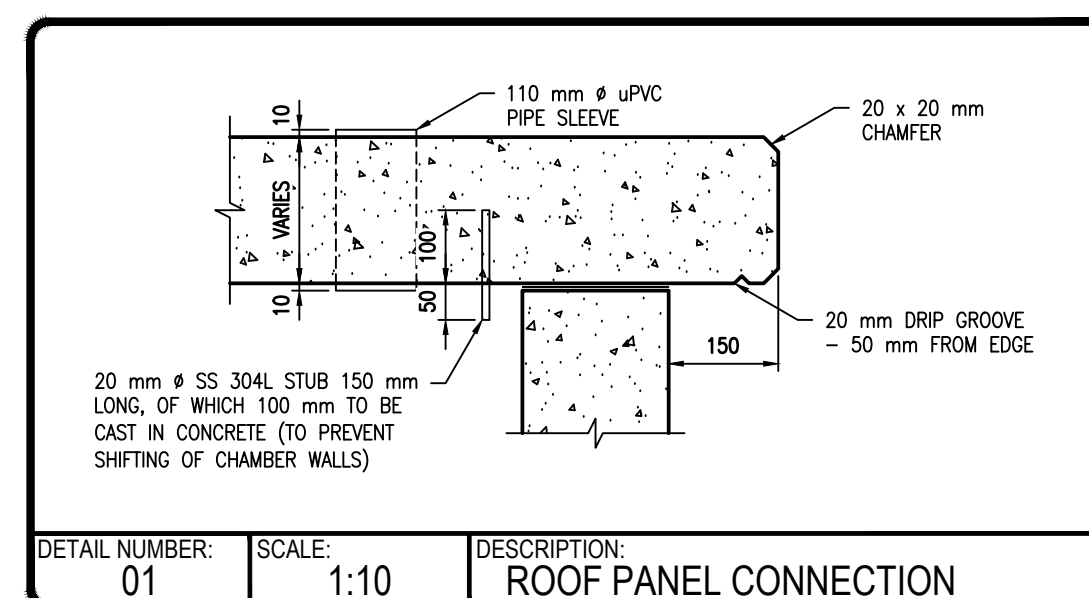 110 mm ø uPVC
PIPE SLEEVE
20 x 20 mm
CHAMFER
10
VARIES
10
100
50
150
20 mm DRIP GROOVE
- 50 mm FROM EDGE
20 mm ø SS 304L STUB 150 mm
LONG, OF WHICH 100 mm TO BE
CAST IN CONCRETE (TO PREVENT
SHIFTING OF CHAMBER WALLS)
DETAIL NUMBER:
01
SCALE:
1:10
DESCRIPTION:
ROOF PANEL CONNECTION